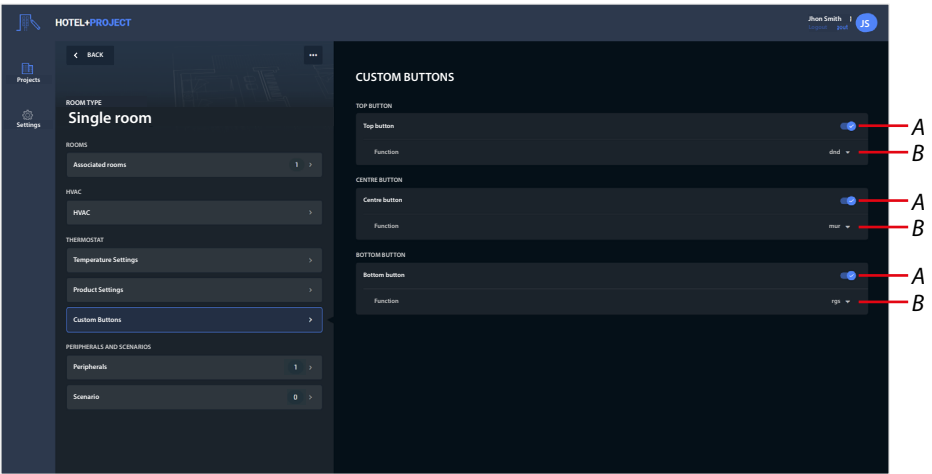 HOTEL+PROJECT
Jhon Smith
JS
Projects
Settings
BACK
ROOM TYPE
Single room
ROOMS
Associated rooms 1
HVAC
HVAC
THERMOSTAT
Temperature Settings
Product Settings
Custom Buttons
PERIPHERALS AND SCENARIOS
Peripherals 1
Scenario 0
CUSTOM BUTTONS
TOP BUTTON
Top button A
Function dnd B
CENTRE BUTTON
Centre button A
Function mur B
BOTTOM BUTTON
Bottom button A
Function rgs B